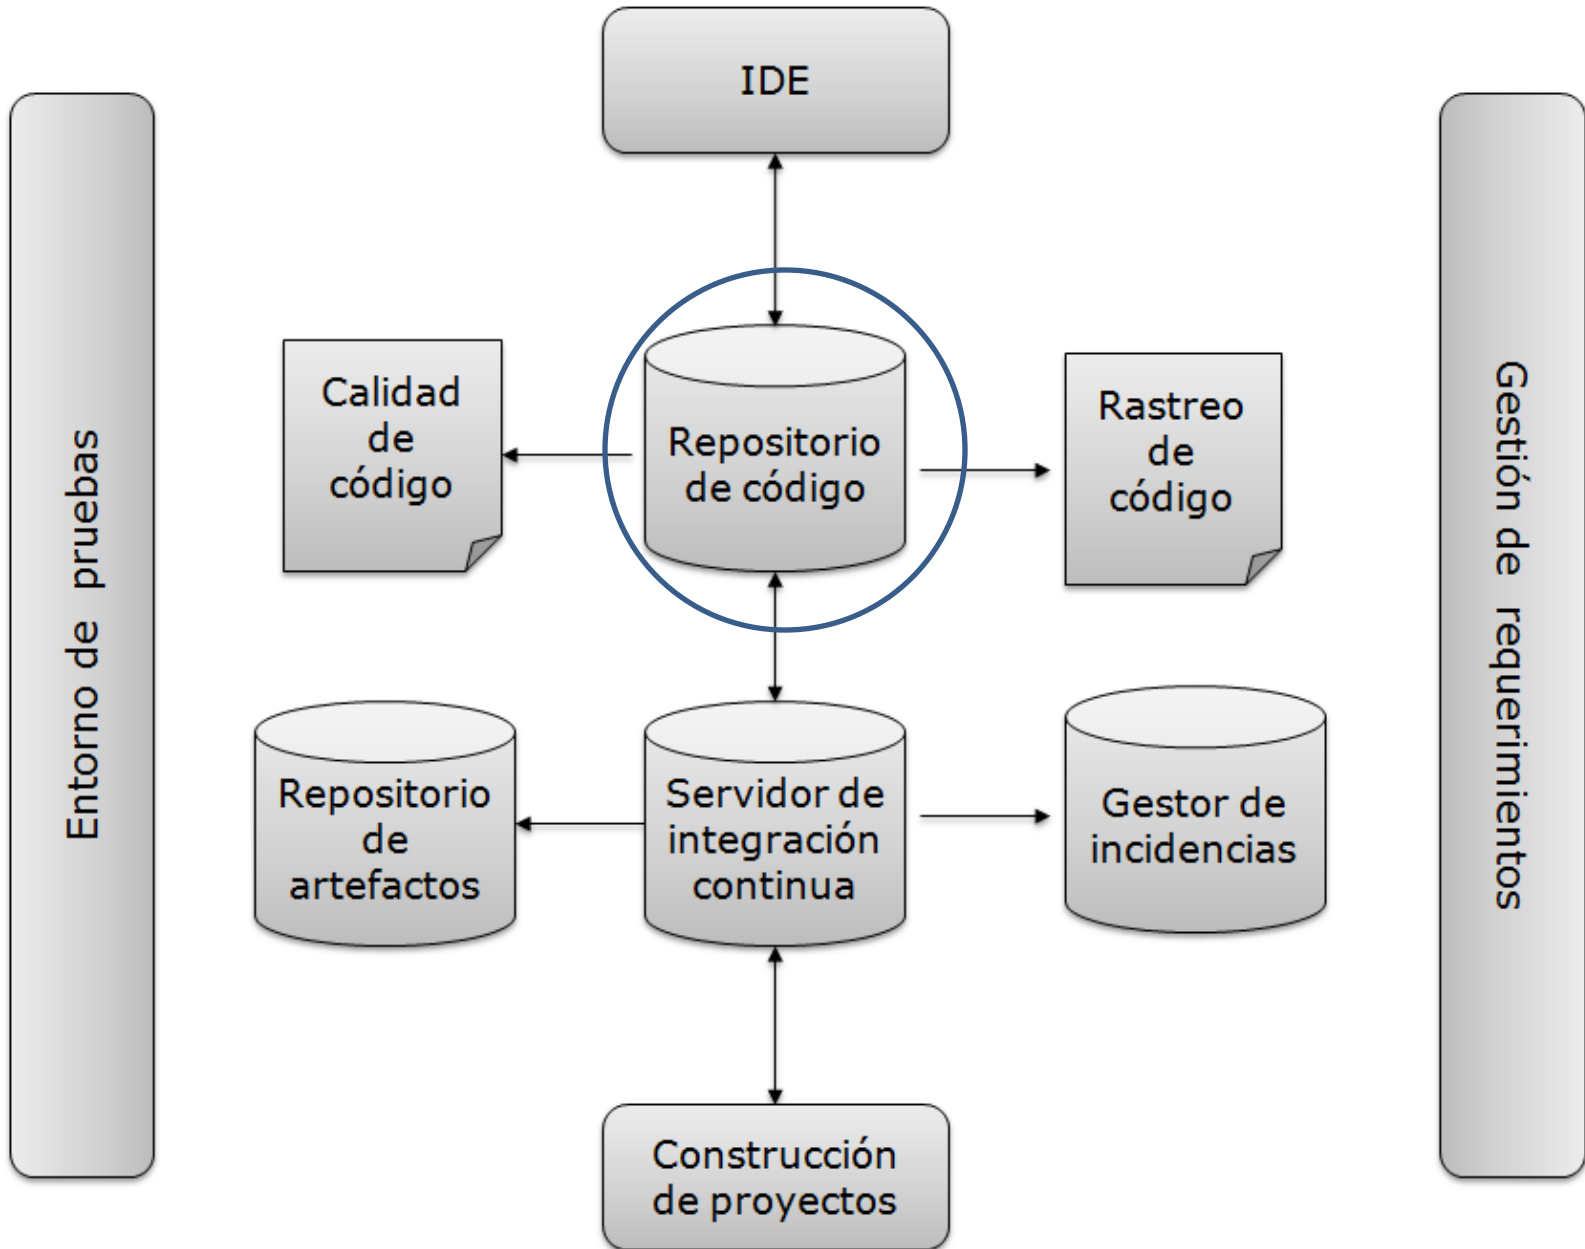 IDE
Entorno de pruebas
Calidad
de
código
Repositorio
de código
Rastreo
de
código
Gestión de requerimientos
Repositorio
de
artefactos
Servidor de
integración
continua
Gestor de
incidencias
Construcción
de proyectos